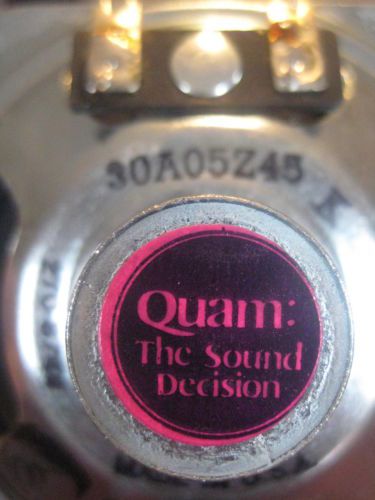 30A05Z45
Quam:
The Sound
Decision